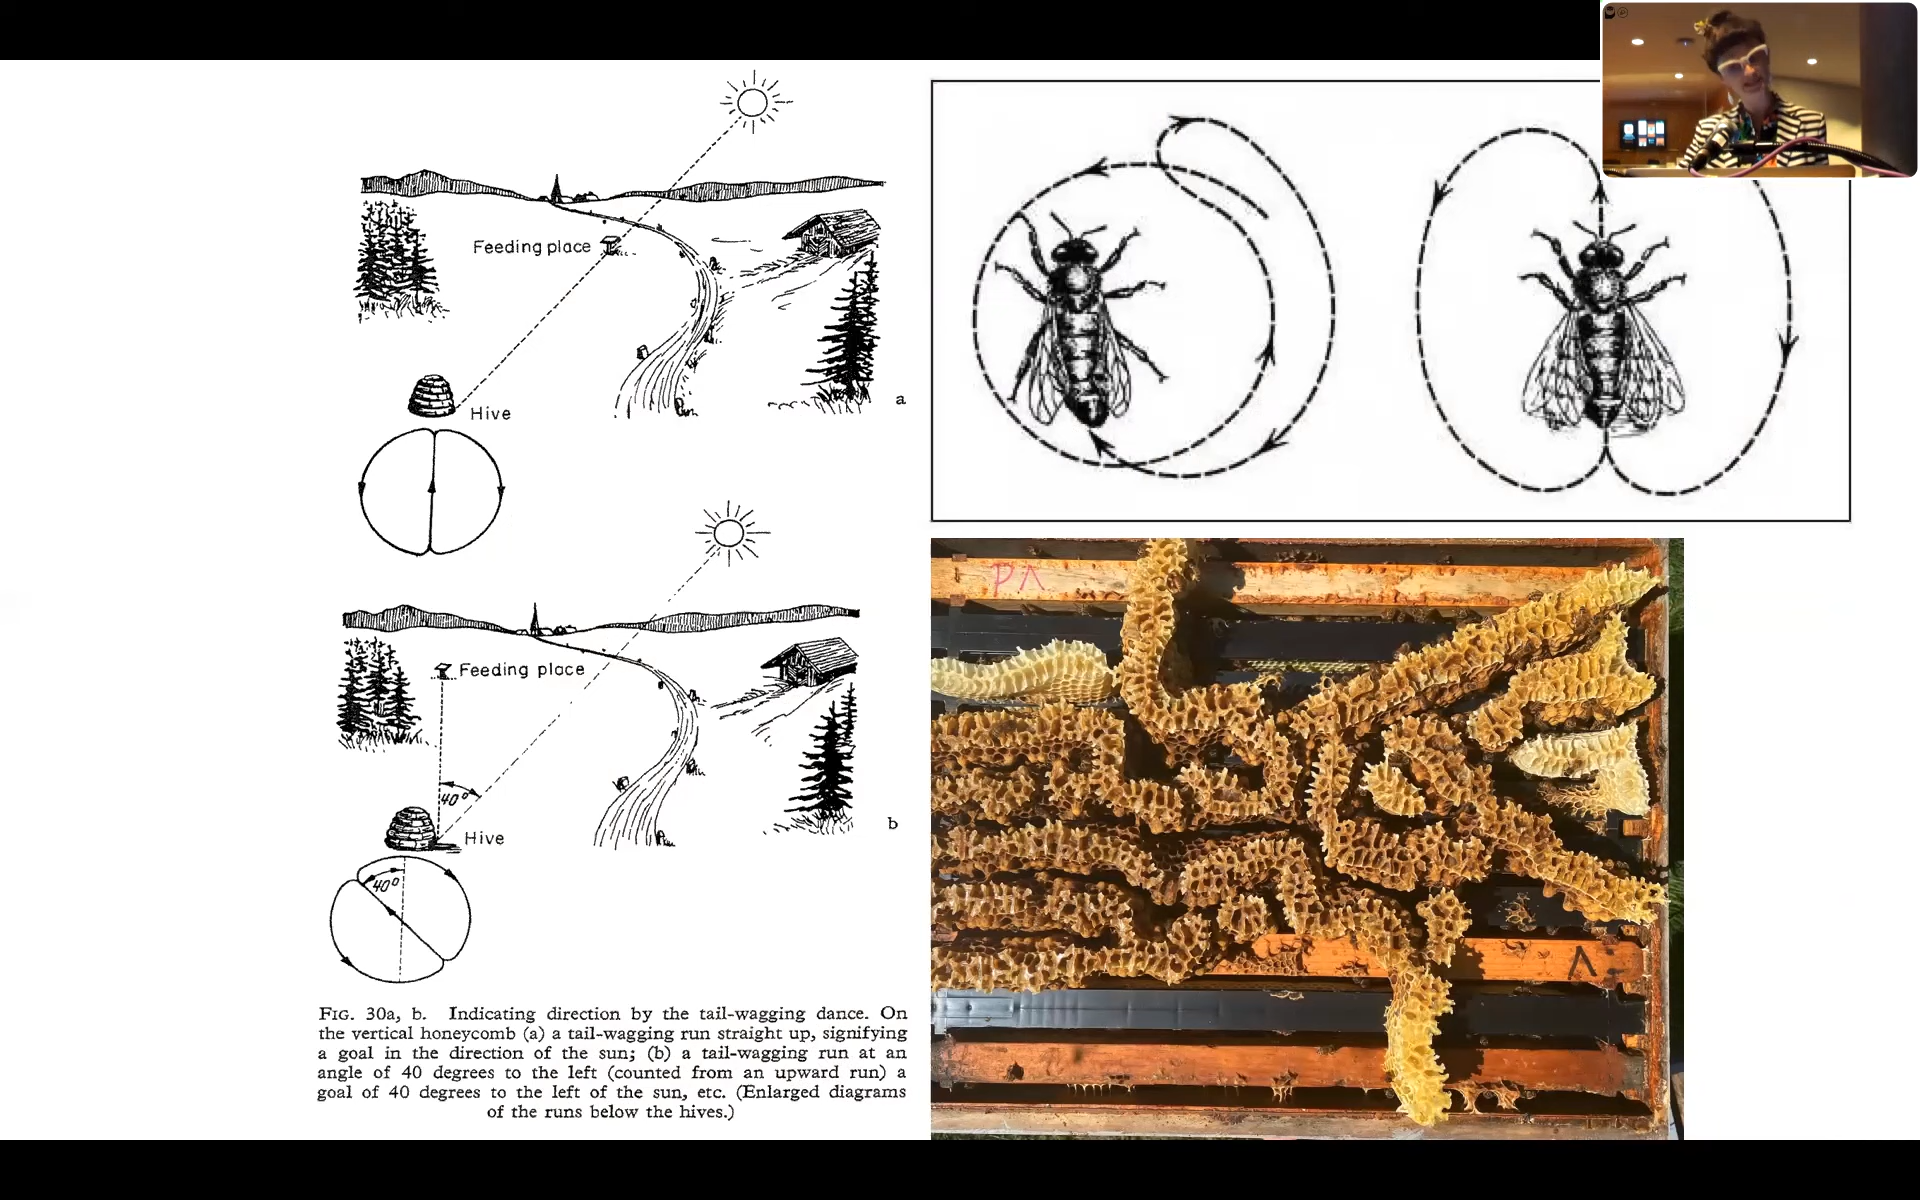 Feeding place
Hive
a
Feeding place
40°
Hive
b
40°
FIG. 30a, b. Indicating direction by the tail-wagging dance. On
the vertical honeycomb (a) a tail-wagging run straight up, signifying
a goal in the direction of the sun; (b) a tail-wagging run at an
angle of 40 degrees to the left (counted from an upward run) a
goal of 40 degrees to the left of the sun, etc. (Enlarged diagrams
of the runs below the hives.)